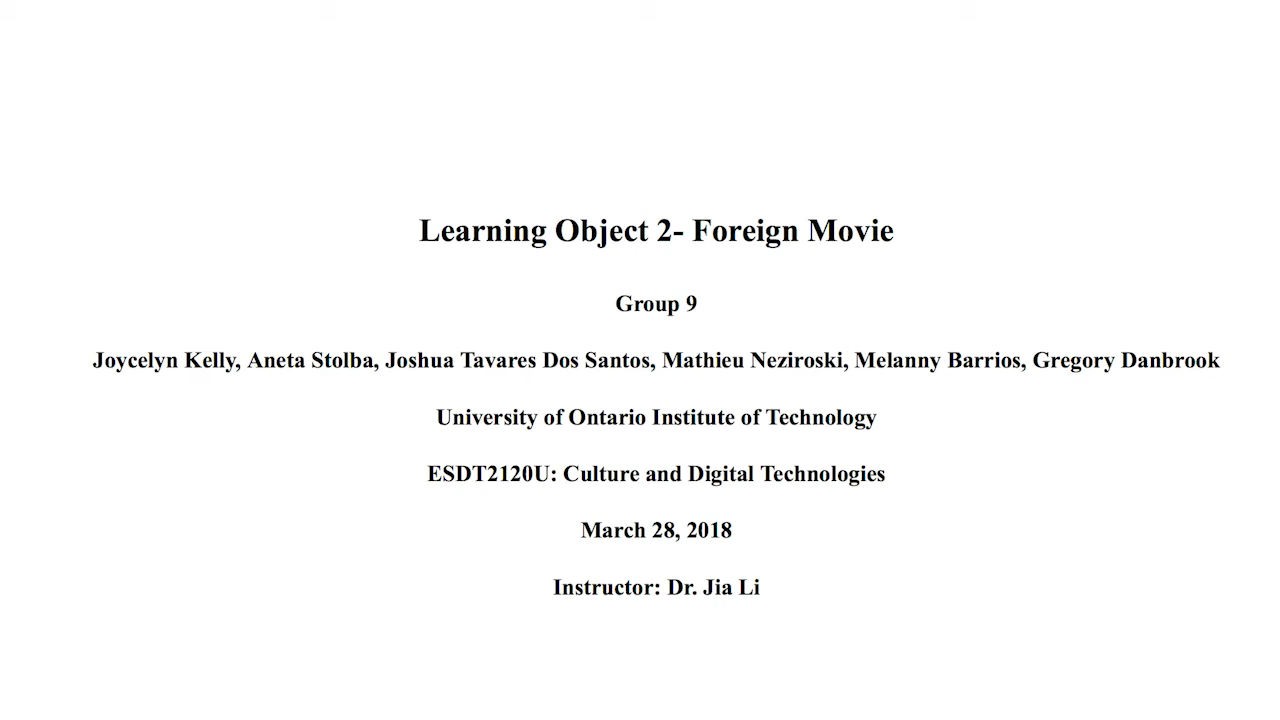 Learning Object 2- Foreign Movie
Group 9
Joycelyn Kelly, Aneta Stolba, Joshua Tavares Dos Santos, Mathieu Neziroski, Melanny Barrios, Gregory Danbrook
University of Ontario Institute of Technology
ESDT2120U: Culture and Digital Technologies
March 28, 2018
Instructor: Dr. Jia Li